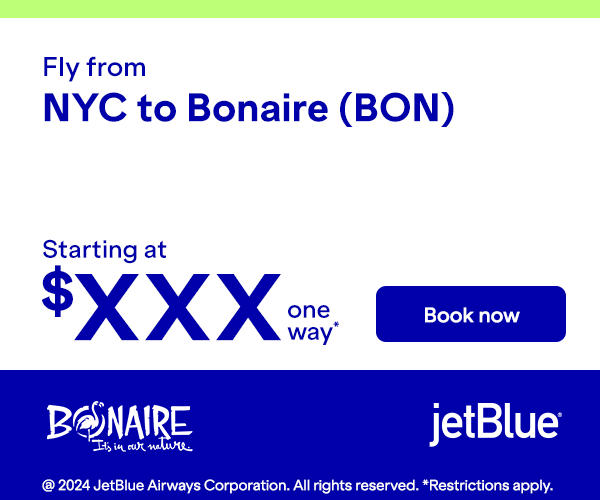 Fly from
NYC to Bonaire (BON)
Starting at
$XXX one way*
Book now
BONAIRE
It's in our nature
jetBlue®
@ 2024 JetBlue Airways Corporation. All rights reserved. *Restrictions apply.